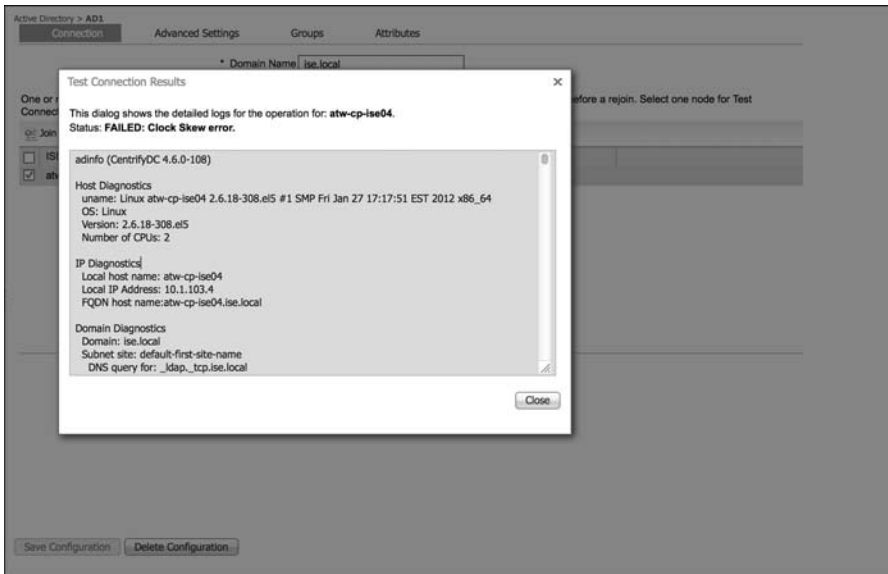 Active Directory > AD1
Connection Advanced Settings Groups Attributes
* Domain Name ise.local
Test Connection Results ×
One or efore a rejoin. Select one node for Test
Connect
This dialog shows the detailed logs for the operation for: atw-cp-ise04.
Status: FAILED: Clock Skew error.
Join
adinfo (CentrifyDC 4.6.0-108)
Host Diagnostics
uname: Linux atw-cp-ise04 2.6.18-308.el5 #1 SMP Fri Jan 27 17:17:51 EST 2012 x86_64
OS: Linux
Version: 2.6.18-308.el5
Number of CPUs: 2
IP Diagnostics
Local host name: atw-cp-ise04
Local IP Address: 10.1.103.4
FQDN host name:atw-cp-ise04.ise.local
Domain Diagnostics
Domain: ise.local
Subnet site: default-first-site-name
DNS query for: _ldap._tcp.ise.local
Close
Save Configuration Delete Configuration